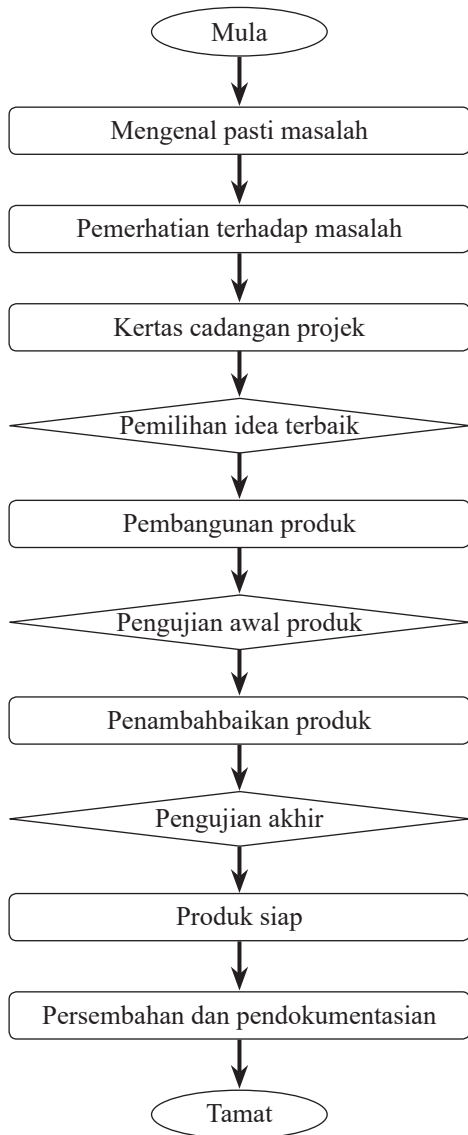 Mula
Mengenal pasti masalah
Pemerhatian terhadap masalah
Kertas cadangan projek
Pemilihan idea terbaik
Pembangunan produk
Pengujian awal produk
Penambahbaikan produk
Pengujian akhir
Produk siap
Persembahan dan pendokumentasian
Tamat